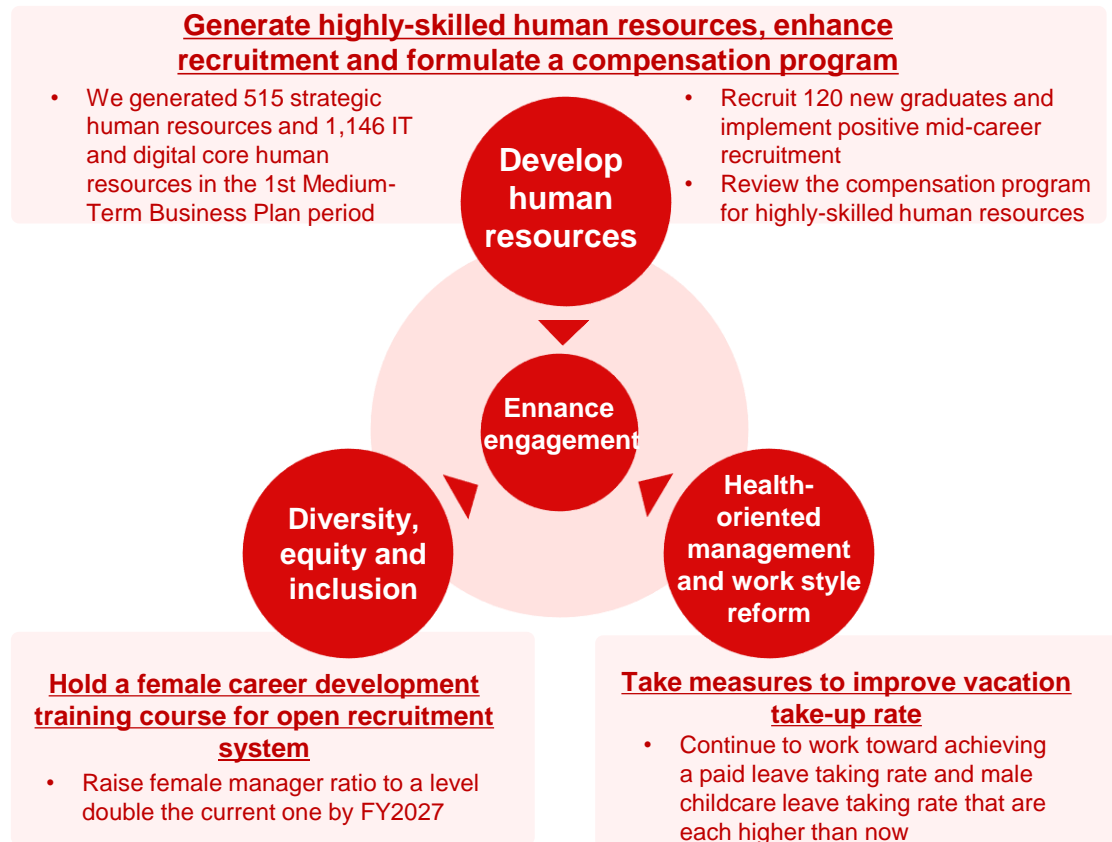 Generate highly-skilled human resources, enhance
recruitment and formulate a compensation program
• We generated 515 strategic
human resources and 1,146 IT
and digital core human
resources in the 1st Medium-
Term Business Plan period
• Recruit 120 new graduates and
implement positive mid-career
recruitment
• Review the compensation program
for highly-skilled human resources
Develop
human
resources
Ennance
engagement
Diversity,
equity and
inclusion
Health-
oriented
management
and work style
reform
Hold a female career development
training course for open recruitment
system
• Raise female manager ratio to a level
double the current one by FY2027
Take measures to improve vacation
take-up rate
• Continue to work toward achieving
a paid leave taking rate and male
childcare leave taking rate that are
each higher than now